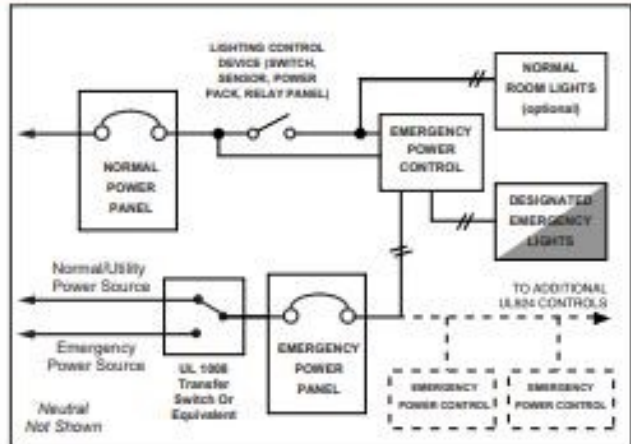 LIGHTING CONTROL
DEVICE (SWITCH,
SENSOR, POWER
PACK, RELAY PANEL)
NORMAL
ROOM LIGHTS
(optional)
NORMAL
POWER
PANEL
EMERGENCY
POWER
CONTROL
DESIGNATED
EMERGENCY
LIGHTS
Normal/Utility
Power Source
Emergency
Power Source
UL 1008
Transfer
Switch Or
Equivalent
EMERGENCY
POWER
PANEL
TO ADDITIONAL
UL924 CONTROLS
EMERGENCY
POWER CONTROL
EMERGENCY
POWER CONTROL
Neutral
Not Shown